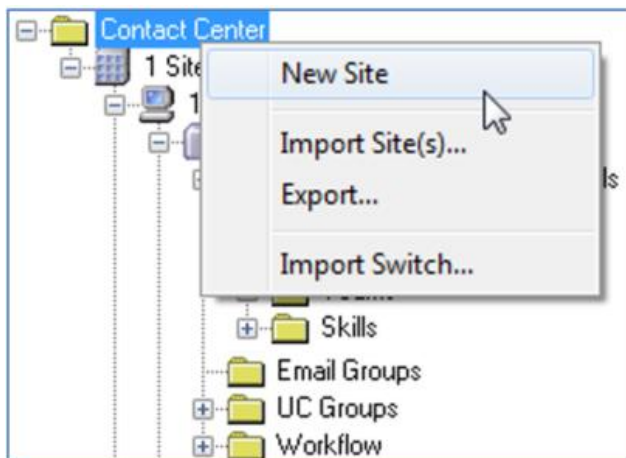 Contact Center
1 Site
New Site
1
Import Site(s)...
ls
Export...
Import Switch...
Skills
Email Groups
UC Groups
Workflow